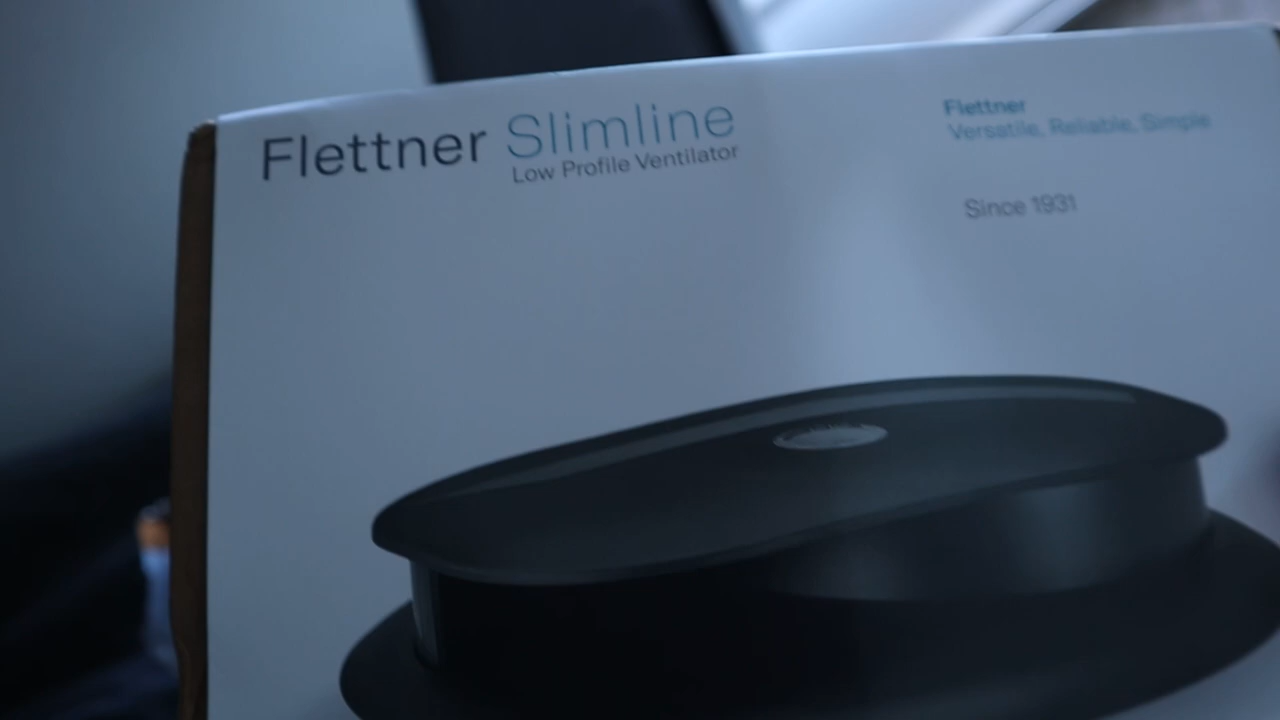 Flettner Slimline
Low Profile Ventilator
Flettner
Versatile, Reliable, Simple
Since 1931